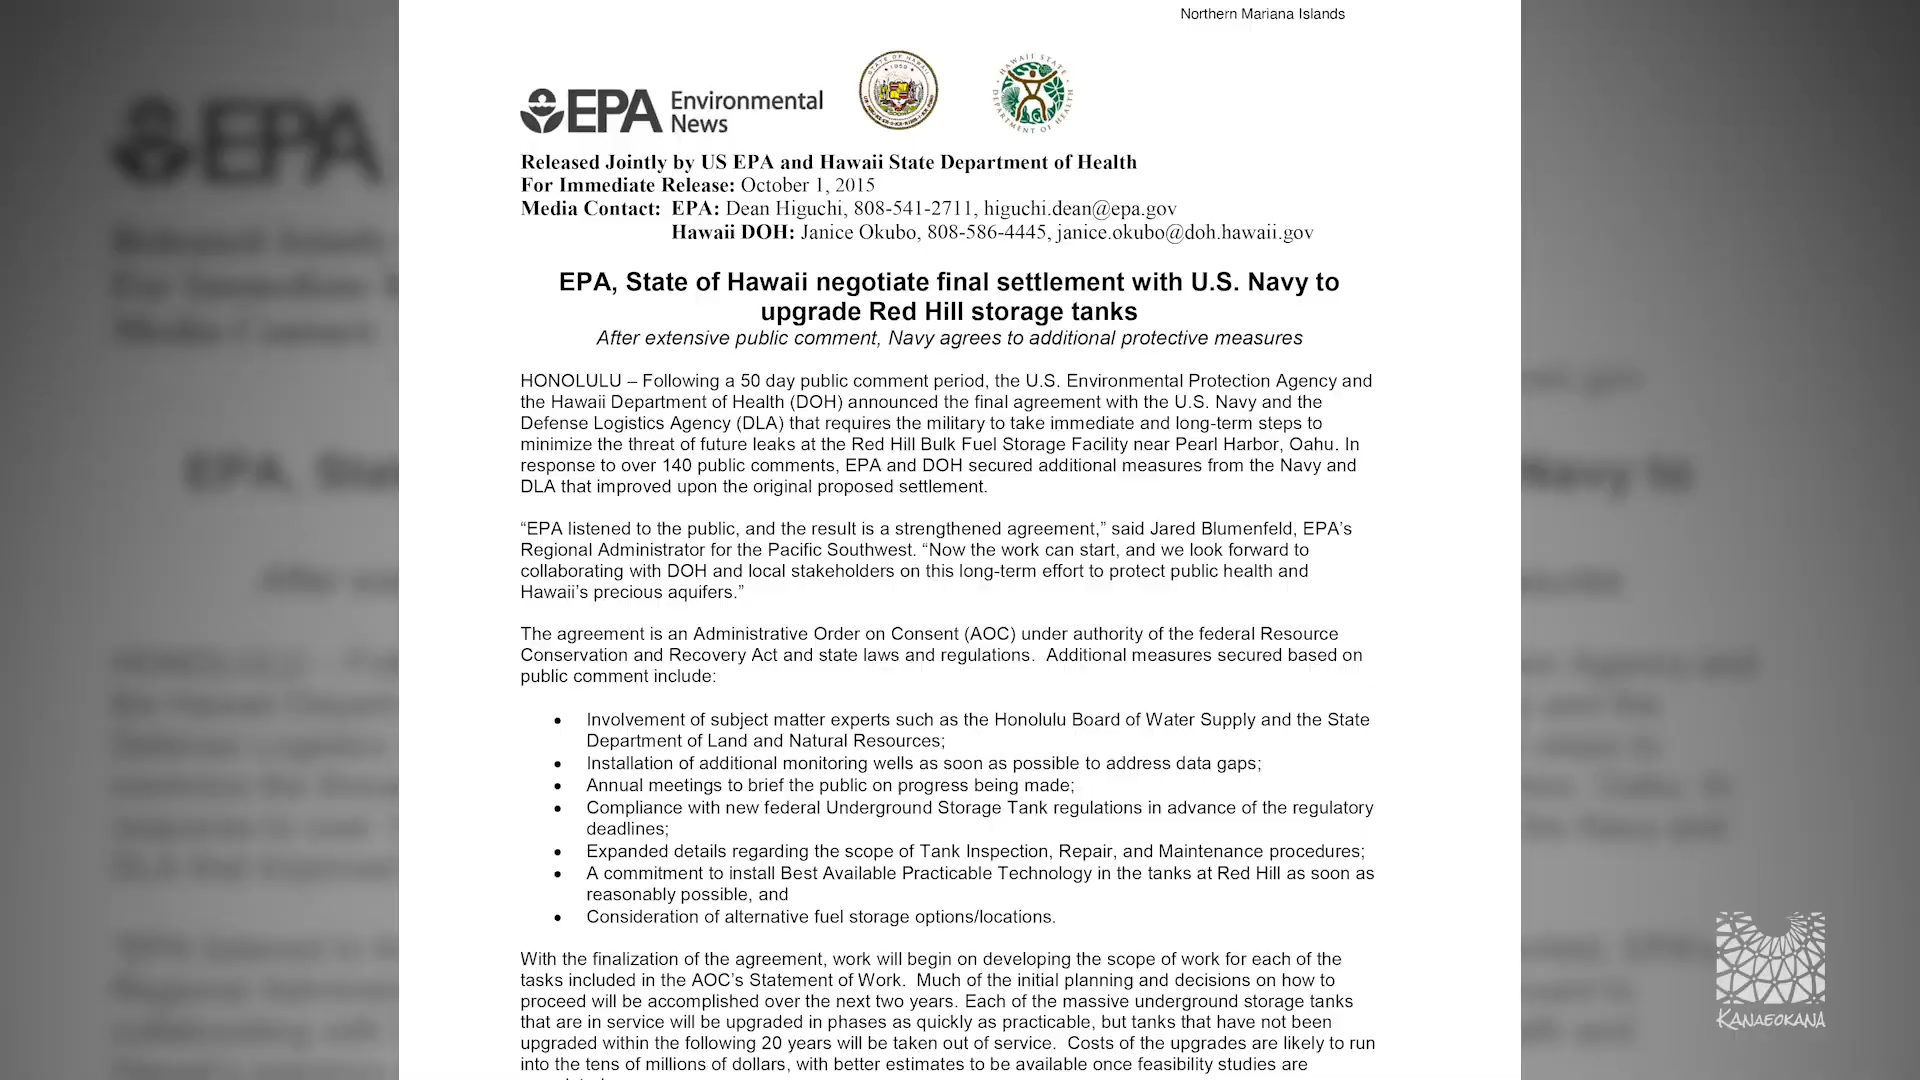 Northern Mariana Islands
EPA Environmental
News
Released Jointly by US EPA and Hawaii State Department of Health
For Immediate Release: October 1, 2015
Media Contact: EPA: Dean Higuchi, 808-541-2711, higuchi.dean@epa.gov
Hawaii DOH: Janice Okubo, 808-586-4445, janice.okubo@doh.hawaii.gov
EPA, State of Hawaii negotiate final settlement with U.S. Navy to
upgrade Red Hill storage tanks
After extensive public comment, Navy agrees to additional protective measures
HONOLULU – Following a 50 day public comment period, the U.S. Environmental Protection Agency and
the Hawaii Department of Health (DOH) announced the final agreement with the U.S. Navy and the
Defense Logistics Agency (DLA) that requires the military to take immediate and long-term steps to
minimize the threat of future leaks at the Red Hill Bulk Fuel Storage Facility near Pearl Harbor, Oahu. In
response to over 140 public comments, EPA and DOH secured additional measures from the Navy and
DLA that improved upon the original proposed settlement.
“EPA listened to the public, and the result is a strengthened agreement,” said Jared Blumenfeld, EPA’s
Regional Administrator for the Pacific Southwest. “Now the work can start, and we look forward to
collaborating with DOH and local stakeholders on this long-term effort to protect public health and
Hawaii’s precious aquifers.”
The agreement is an Administrative Order on Consent (AOC) under authority of the federal Resource
Conservation and Recovery Act and state laws and regulations. Additional measures secured based on
public comment include:
• Involvement of subject matter experts such as the Honolulu Board of Water Supply and the State
Department of Land and Natural Resources;
• Installation of additional monitoring wells as soon as possible to address data gaps;
• Annual meetings to brief the public on progress being made;
• Compliance with new federal Underground Storage Tank regulations in advance of the regulatory
deadlines;
• Expanded details regarding the scope of Tank Inspection, Repair, and Maintenance procedures;
• A commitment to install Best Available Practicable Technology in the tanks at Red Hill as soon as
reasonably possible, and
• Consideration of alternative fuel storage options/locations.
With the finalization of the agreement, work will begin on developing the scope of work for each of the
tasks included in the AOC’s Statement of Work. Much of the initial planning and decisions on how to
proceed will be accomplished over the next two years. Each of the massive underground storage tanks
that are in service will be upgraded in phases as quickly as practicable, but tanks that have not been
upgraded within the following 20 years will be taken out of service. Costs of the upgrades are likely to run
into the tens of millions of dollars, with better estimates to be available once feasibility studies are
KANAEOKANA